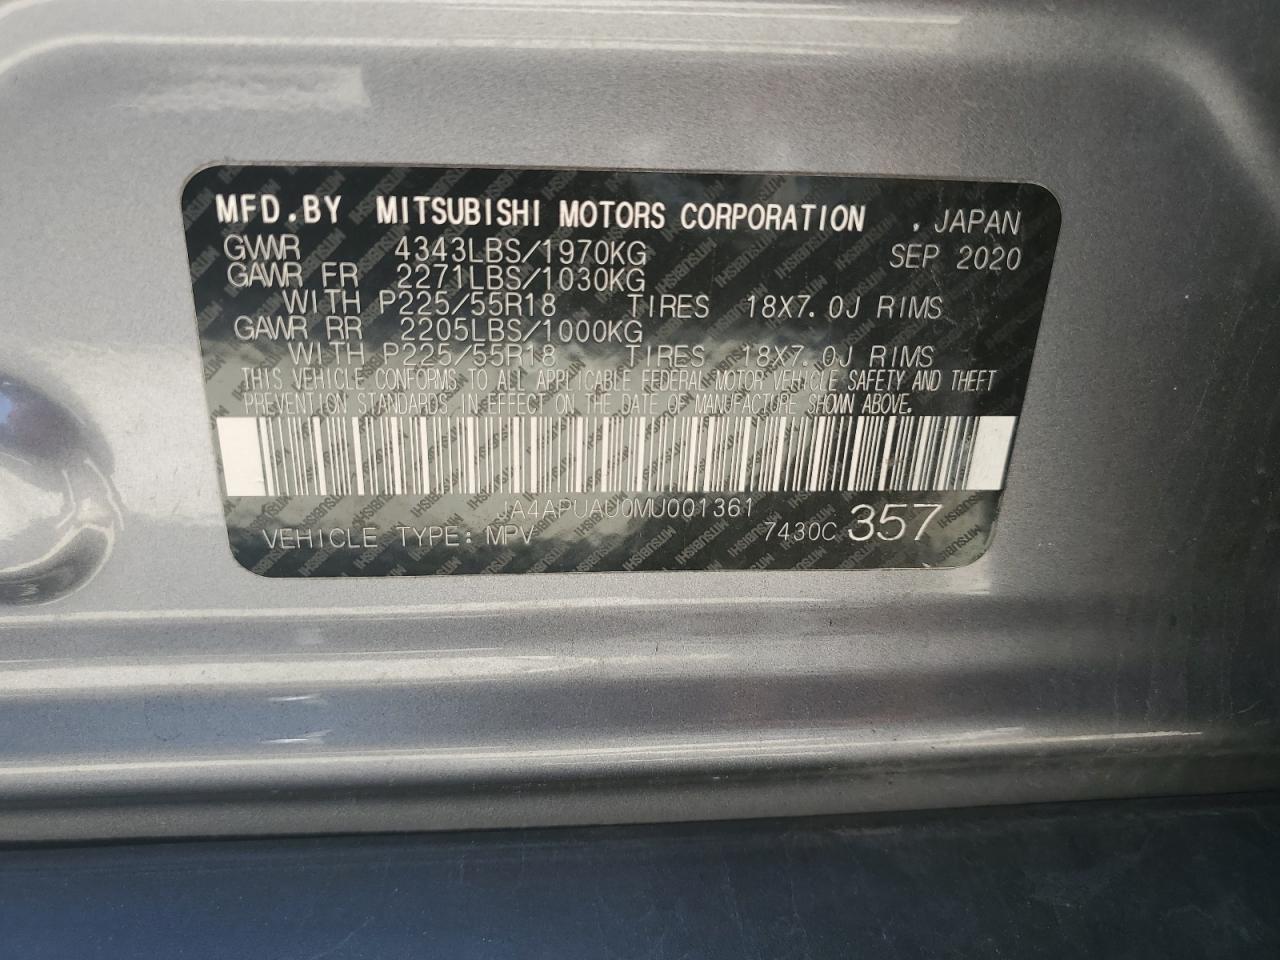 MFD.BY MITSUBISHI MOTORS CORPORATION , JAPAN
GVWR 4343LBS/1970KG SEP 2020
GAWR FR 2271LBS/1030KG
WITH P225/55R18 TIRES 18X7.0J RIMS
GAWR RR 2205LBS/1000KG
WITH P225/55R18 TIRES 18X7.0J RIMS
THIS VEHICLE CONFORMS TO ALL APPLICABLE FEDERAL MOTOR VEHICLE SAFETY AND THEFT
PREVENTION STANDARDS IN EFFECT ON THE DATE OF MANUFACTURE SHOWN ABOVE.
JA4APUAU0MU001361
VEHICLE TYPE: MPV 7430C 357